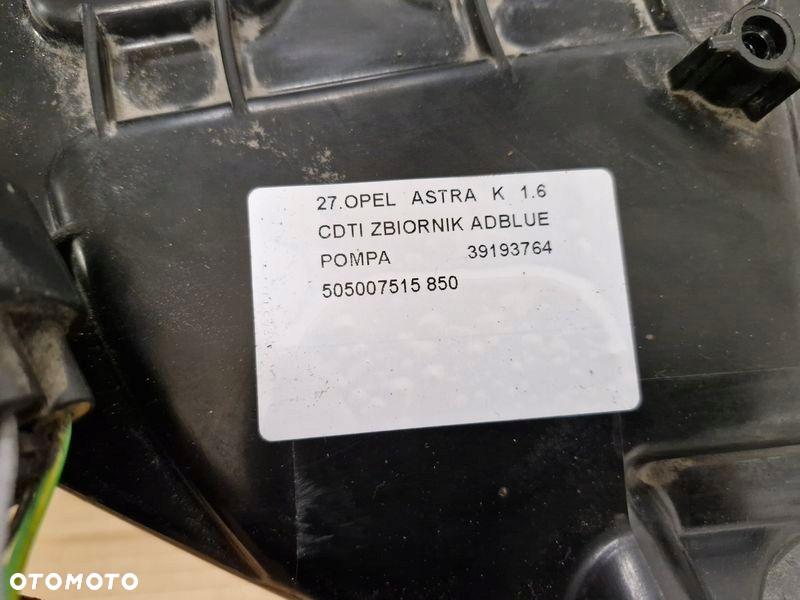 27.OPEL ASTRA K 1.6
CDTI ZBIORNIK ADBLUE
POMPA 39193764
505007515 850
OTOMOTO